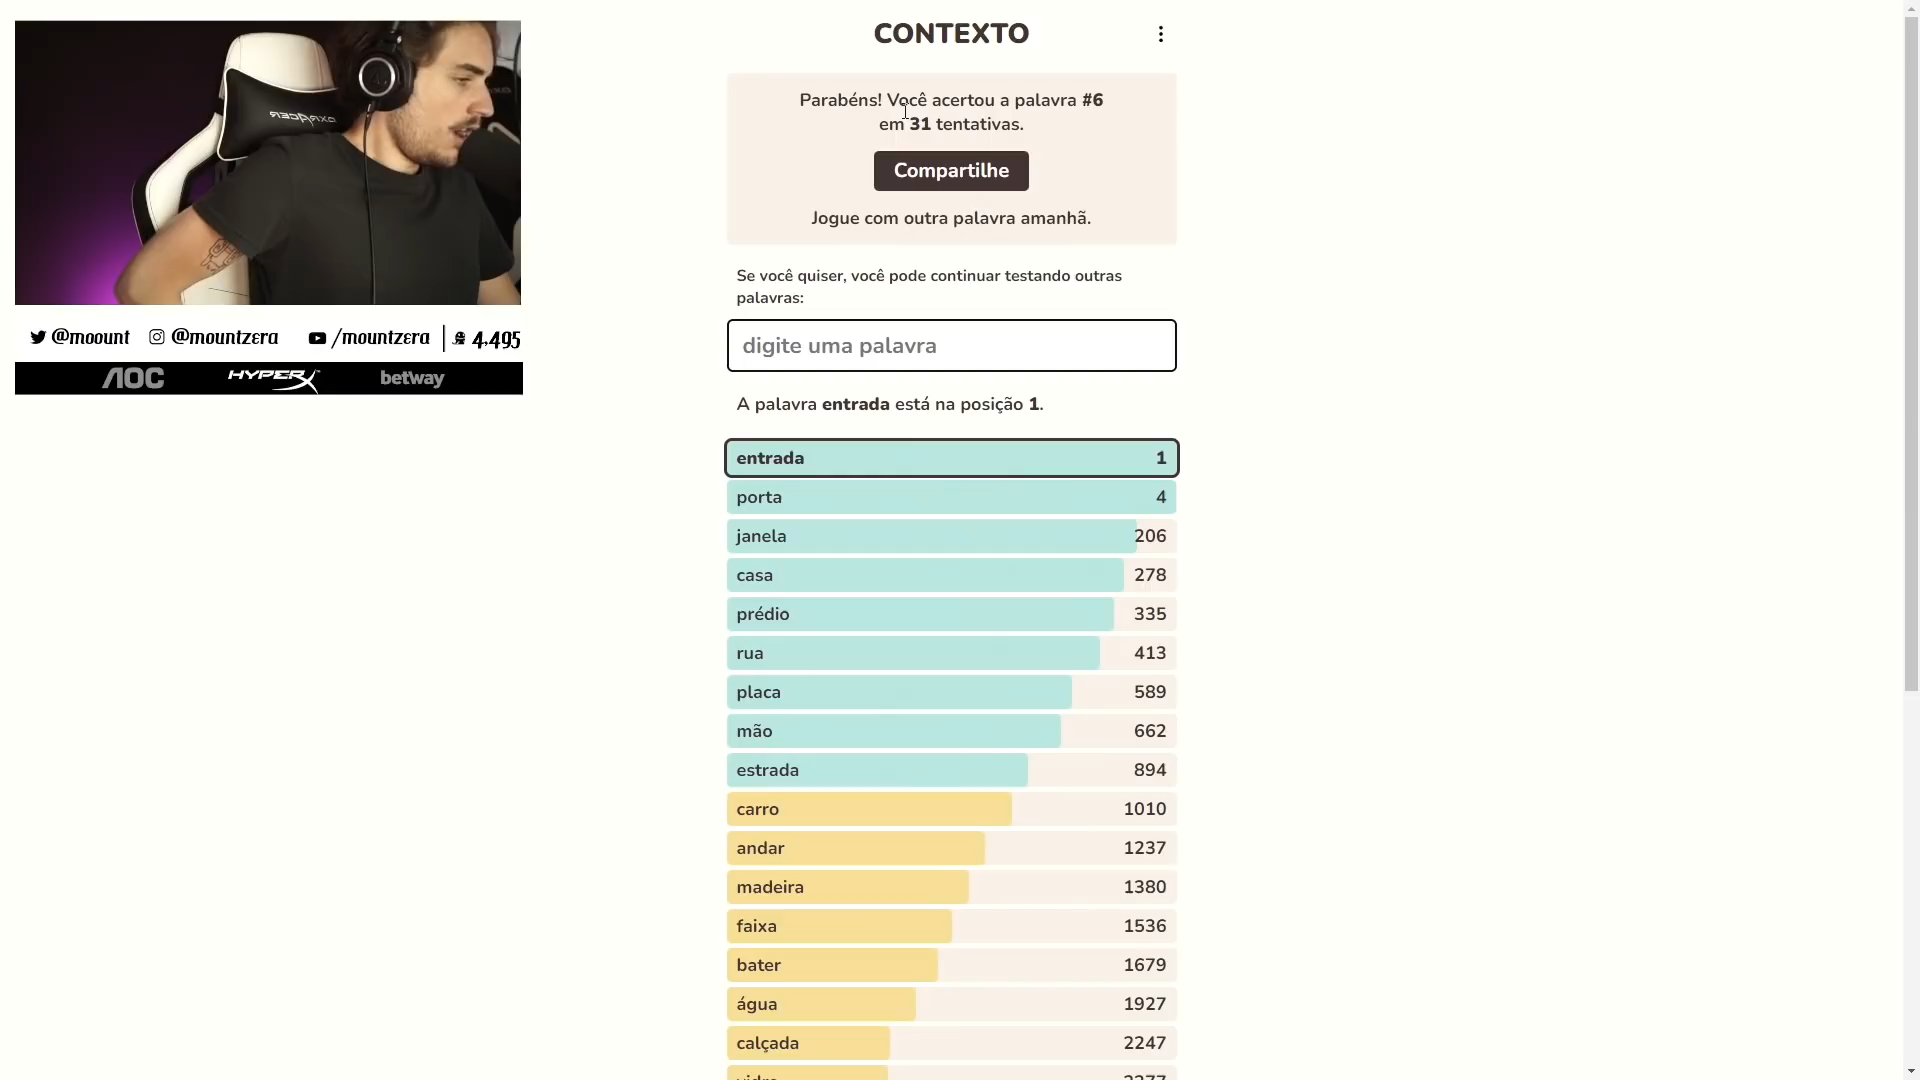 CONTEXTO
Parabéns! Você acertou a palavra #6
em 31 tentativas.
Compartilhe
Jogue com outra palavra amanhã.
Se você quiser, você pode continuar testando outras
palavras:
digite uma palavra
A palavra entrada está na posição 1.
entrada 1
porta 4
janela 206
casa 278
prédio 335
rua 413
placa 589
mão 662
estrada 894
carro 1010
andar 1237
madeira 1380
faixa 1536
bater 1679
água 1927
calçada 2247
@moount @mountzera /mountzera 4.495
AOC HYPERX betway